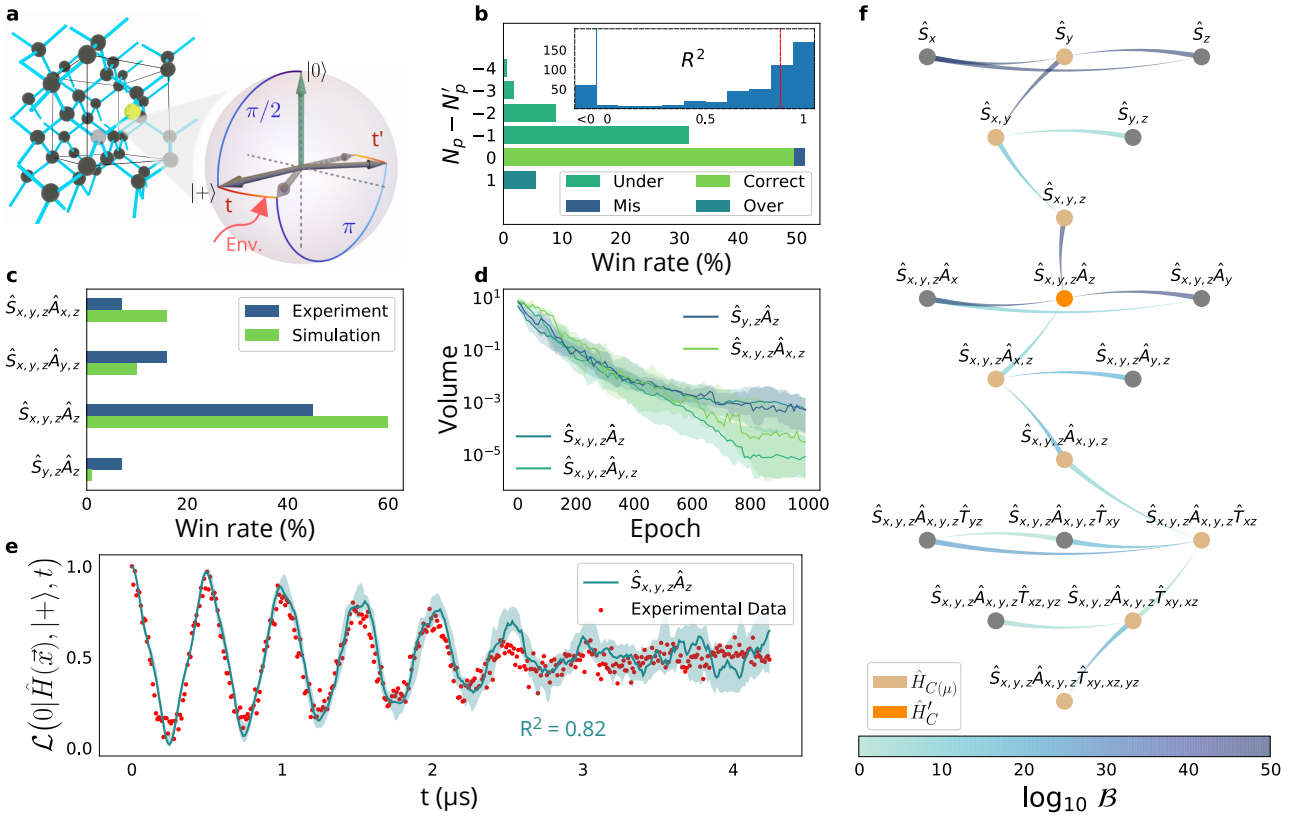 a
|0⟩
π/2
t'
|+⟩
t
π
Env.
b
N_p − N'_p
−4
−3
−2
−1
0
1
0 10 20 30 40 50
Win rate (%)
Under
Correct
Mis
Over
R²
150
100
50
<0 0 0.5 1
c
Ŝ_{x,y,z}Â_{x,z}
Ŝ_{x,y,z}Â_{y,z}
Ŝ_{x,y,z}Â_z
Ŝ_{y,z}Â_z
Experiment
Simulation
0 20 40 60
Win rate (%)
d
Volume
10¹
10⁻¹
10⁻³
10⁻⁵
Ŝ_{y,z}Â_z
Ŝ_{x,y,z}Â_{x,z}
Ŝ_{x,y,z}Â_z
Ŝ_{x,y,z}Â_{y,z}
0 200 400 600 800 1000
Epoch
e
ℒ(0|Ĥ(x⃗), |+⟩, t)
1.0
0.5
0.0
Ŝ_{x,y,z}Â_z
Experimental Data
R² = 0.82
0 1 2 3 4
t (µs)
f
Ŝ_x Ŝ_y Ŝ_z
Ŝ_{x,y} Ŝ_{y,z}
Ŝ_{x,y,z}
Ŝ_{x,y,z}Â_x Ŝ_{x,y,z}Â_z Ŝ_{x,y,z}Â_y
Ŝ_{x,y,z}Â_{x,z} Ŝ_{x,y,z}Â_{y,z}
Ŝ_{x,y,z}Â_{x,y,z}
Ŝ_{x,y,z}Â_{x,y,z}T̂_{yz} Ŝ_{x,y,z}Â_{x,y,z}T̂_{xy} Ŝ_{x,y,z}Â_{x,y,z}T̂_{xz}
Ŝ_{x,y,z}Â_{x,y,z}T̂_{xz,yz} Ŝ_{x,y,z}Â_{x,y,z}T̂_{xy,xz}
Ŝ_{x,y,z}Â_{x,y,z}T̂_{xy,xz,yz}
Ĥ_{C(μ)}
Ĥ'_C
0 10 20 30 40 50
log₁₀ ℬ